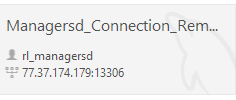 Managersd_Connection_Rem...
rl_managersd
77.37.174.179:13306